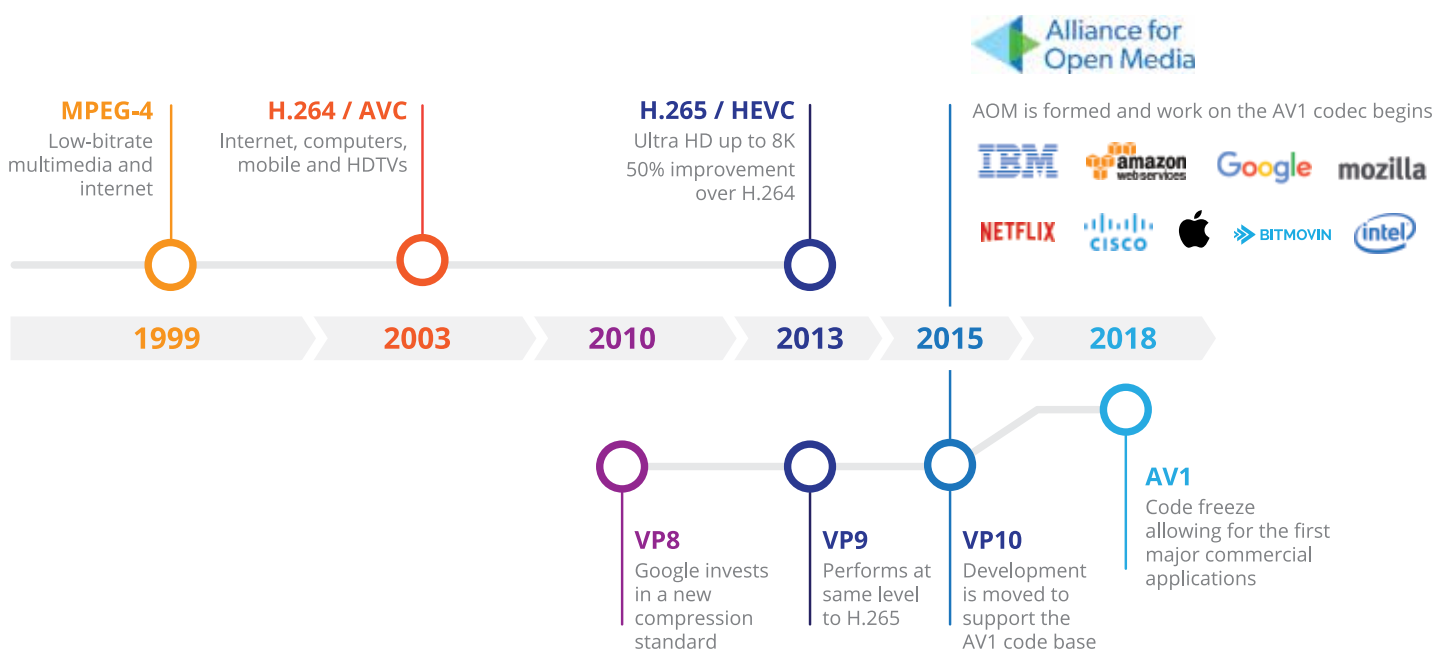 Alliance for
Open Media
MPEG-4
Low-bitrate
multimedia and
internet
H.264 / AVC
Internet, computers,
mobile and HDTVs
H.265 / HEVC
Ultra HD up to 8K
50% improvement
over H.264
AOM is formed and work on the AV1 codec begins
IBM
amazon
webservices
Google
mozilla
NETFLIX
CISCO
BITMOVIN
intel
1999
2003
2010
2013
2015
2018
VP8
Google invests
in a new
compression
standard
VP9
Performs at
same level
to H.265
VP10
Development
is moved to
support the
AV1 code base
AV1
Code freeze
allowing for the first
major commercial
applications